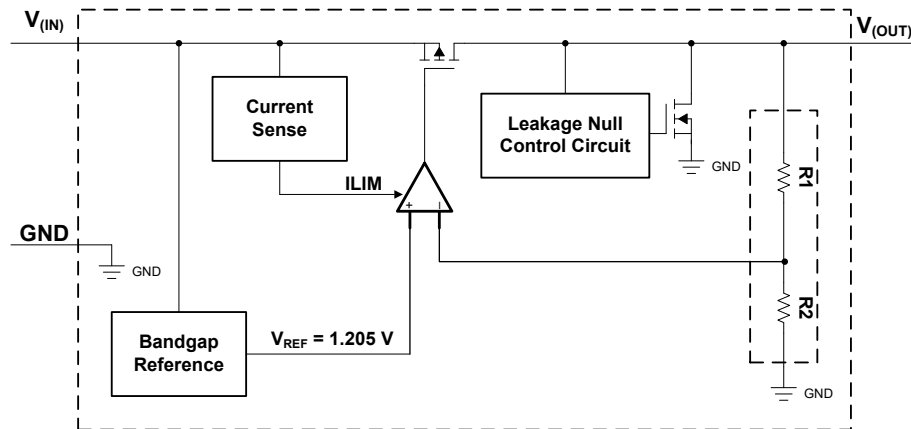 V(IN)
V(OUT)
Current
Sense
Leakage Null
Control Circuit
GND
R1
ILIM
+
–
GND
GND
R2
Bandgap
Reference
VREF = 1.205 V
GND